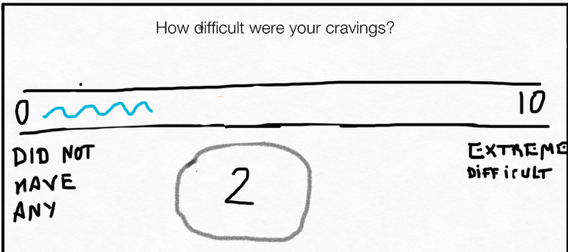 How difficult were your cravings?
0 10
DID NOT
HAVE
ANY
EXTREME
DIFFICULT
2